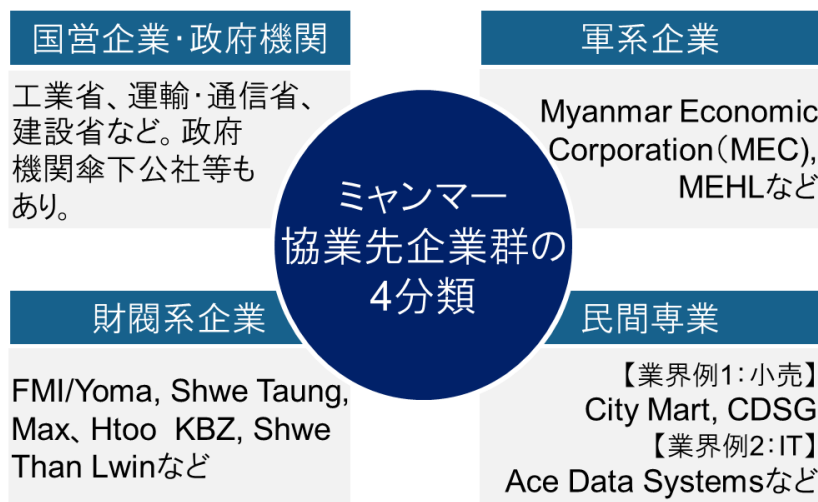 国営企業・政府機関
工業省、運輸・通信省、
建設省など。政府
機関傘下公社等も
あり。
軍系企業
Myanmar Economic
Corporation（MEC),
MEHLなど
ミャンマー
協業先企業群の
4分類
財閥系企業
FMI/Yoma, Shwe Taung,
Max、Htoo KBZ, Shwe
Than Lwinなど
民間専業
【業界例1：小売】
City Mart, CDSG
【業界例2：IT】
Ace Data Systemsなど